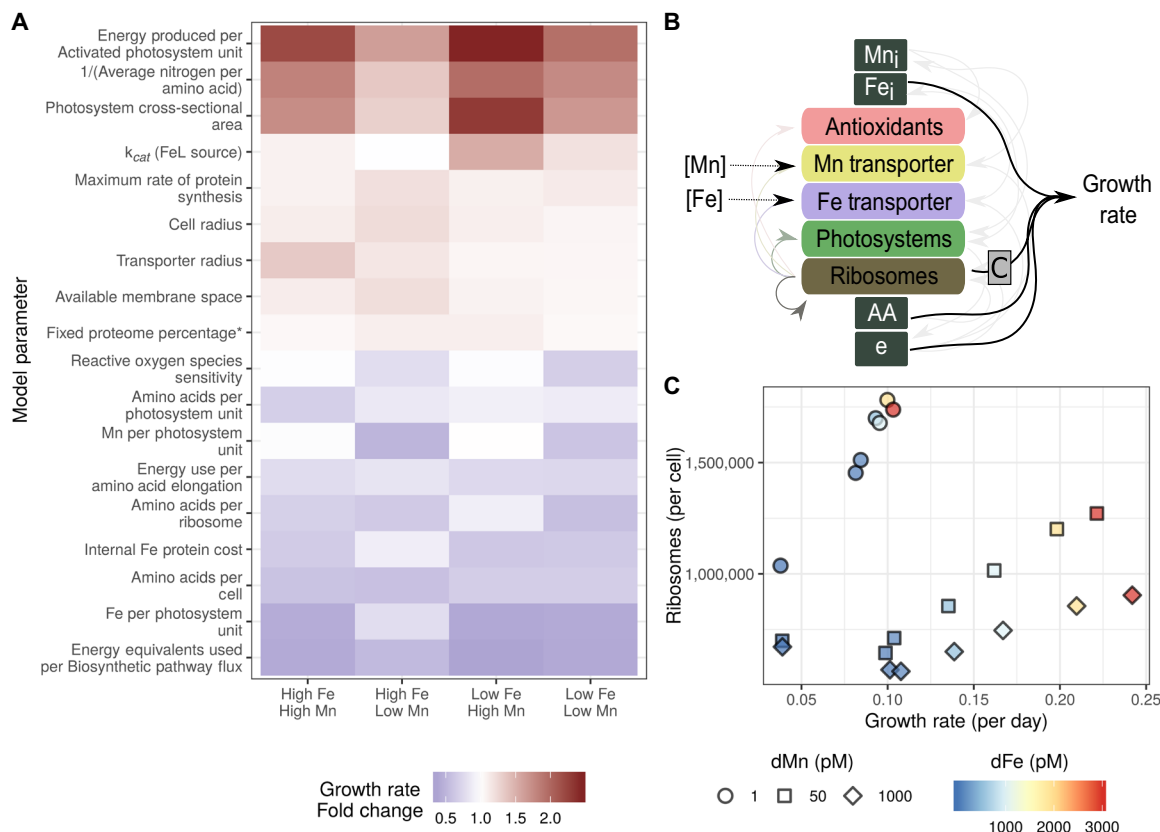 A
Model parameter
Energy produced per
Activated photosystem unit
1/(Average nitrogen per
amino acid)
Photosystem cross-sectional
area
kcat (FeL source)
Maximum rate of protein
synthesis
Cell radius
Transporter radius
Available membrane space
Fixed proteome percentage*
Reactive oxygen species
sensitivity
Amino acids per
photosystem unit
Mn per photosystem
unit
Energy use per
amino acid elongation
Amino acids per
ribosome
Internal Fe protein cost
Amino acids per
cell
Fe per photosystem
unit
Energy equivalents used
per Biosynthetic pathway flux
High Fe
High Mn
High Fe
Low Mn
Low Fe
High Mn
Low Fe
Low Mn
Growth rate
Fold change
0.5 1.0 2.0
B
Mni
Fei
Antioxidants
[Mn]
Mn transporter
[Fe]
Fe transporter
Growth
rate
Photosystems
Ribosomes
C
AA
e
C
Ribosomes (per cell)
1,500,000
1,000,000
0.05 0.10 0.15 0.20 0.25
Growth rate (per day)
dMn (pM)
1 50 1000
dFe (pM)
1000 2000 3000